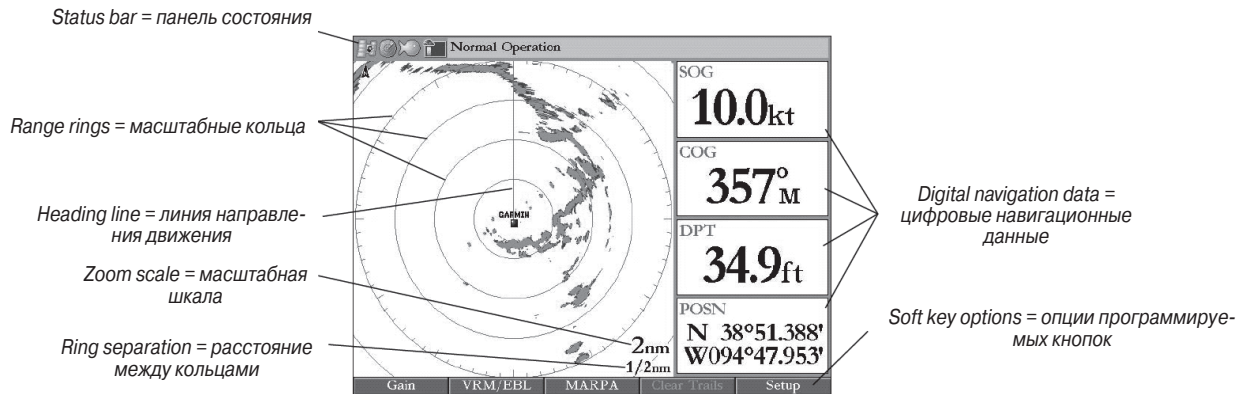 Status bar = панель состояния
Range rings = масштабные кольца
Heading line = линия направле-
ния движения
Zoom scale = масштабная
шкала
Ring separation = расстояние
между кольцами
Normal Operation
GARMIN
2nm
1/2nm
SOG
10.0kt
COG
357°M
DPT
34.9ft
POSN
N 38°51.388'
W094°47.953'
Gain VRM/EBL MARPA Clear Trails Setup
Digital navigation data =
цифровые навигационные
данные
Soft key options = опции программируе-
мых кнопок